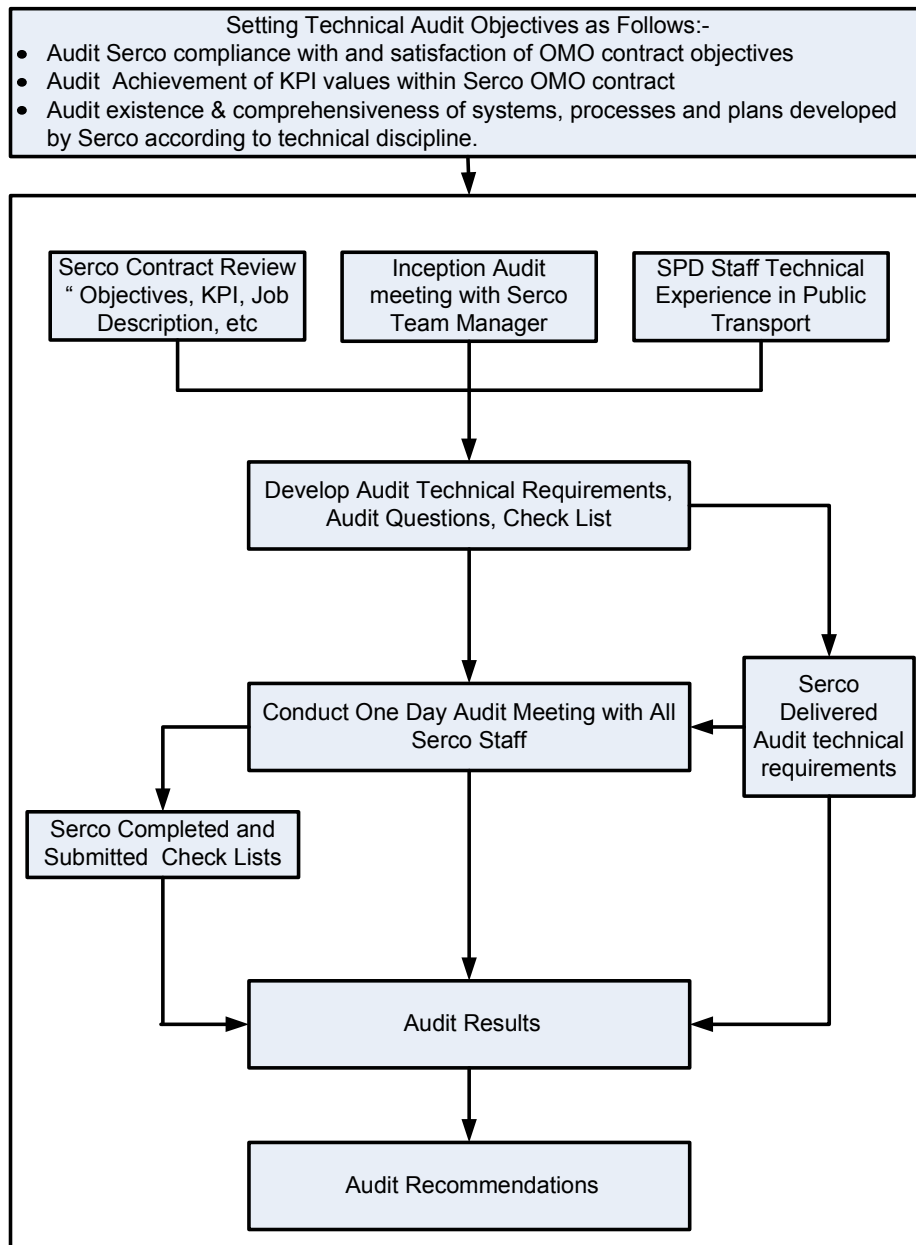 Setting Technical Audit Objectives as Follows:-
• Audit Serco compliance with and satisfaction of OMO contract objectives
• Audit  Achievement of KPI values within Serco OMO contract
• Audit existence & comprehensiveness of systems, processes and plans developed
by Serco according to technical discipline.
Serco Contract Review
“ Objectives, KPI, Job
Description, etc
Inception Audit
meeting with Serco
Team Manager
SPD Staff Technical
Experience in Public
Transport
Develop Audit Technical Requirements,
Audit Questions, Check List
Serco
Delivered
Audit technical
requirements
Conduct One Day Audit Meeting with All
Serco Staff
Serco Completed and
Submitted  Check Lists
Audit Results
Audit Recommendations